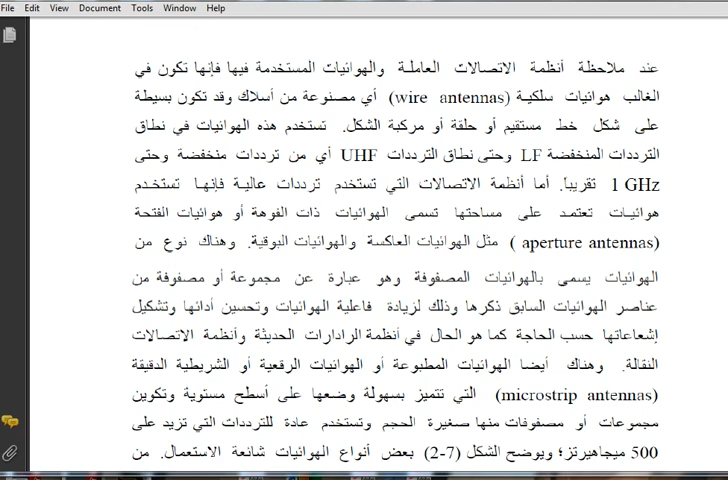 File Edit View Document Tools Window Help
عند ملاحظة أنظمة الاتصالات العاملة والهوائيات المستخدمة فيها فإنها تكون في
الغالب هوائيات سلكية (wire antennas) أي مصنوعة من أسلاك وقد تكون بسيطة
على شكل خط مستقيم أو حلقة أو مركبة الشكل. تستخدم هذه الهوائيات في نطاق
الترددات المنخفضة LF وحتى نطاق الترددات UHF أي من ترددات منخفضة وحتى
1 GHz تقريباً. أما أنظمة الاتصالات التي تستخدم ترددات عالية فإنها تستخدم
هوائيات تعتمد على مساحتها تسمى الهوائيات ذات الفوهة أو هوائيات الفتحة
(aperture antennas ) مثل الهوائيات العاكسة والهوائيات البوقية. وهناك نوع من
الهوائيات يسمى بالهوائيات المصفوفة وهو عبارة عن مجموعة أو مصفوفة من
عناصر الهوائيات السابق ذكرها وذلك لزيادة فاعلية الهوائيات وتحسين أدائها وتشكيل
إشعاعاتها حسب الحاجة كما هو الحال في أنظمة الرادارات الحديثة وأنظمة الاتصالات
النقالة. وهناك أيضا الهوائيات المطبوعة أو الهوائيات الرقعية أو الشريطية الدقيقة
(microstrip antennas) التي تتميز بسهولة وضعها على أسطح مستوية وتكوين
مجموعات أو مصفوفات منها صغيرة الحجم وتستخدم عادة للترددات التي تزيد على
500 ميجاهيرتز؛ ويوضح الشكل (7-2) بعض أنواع الهوائيات شائعة الاستعمال. من